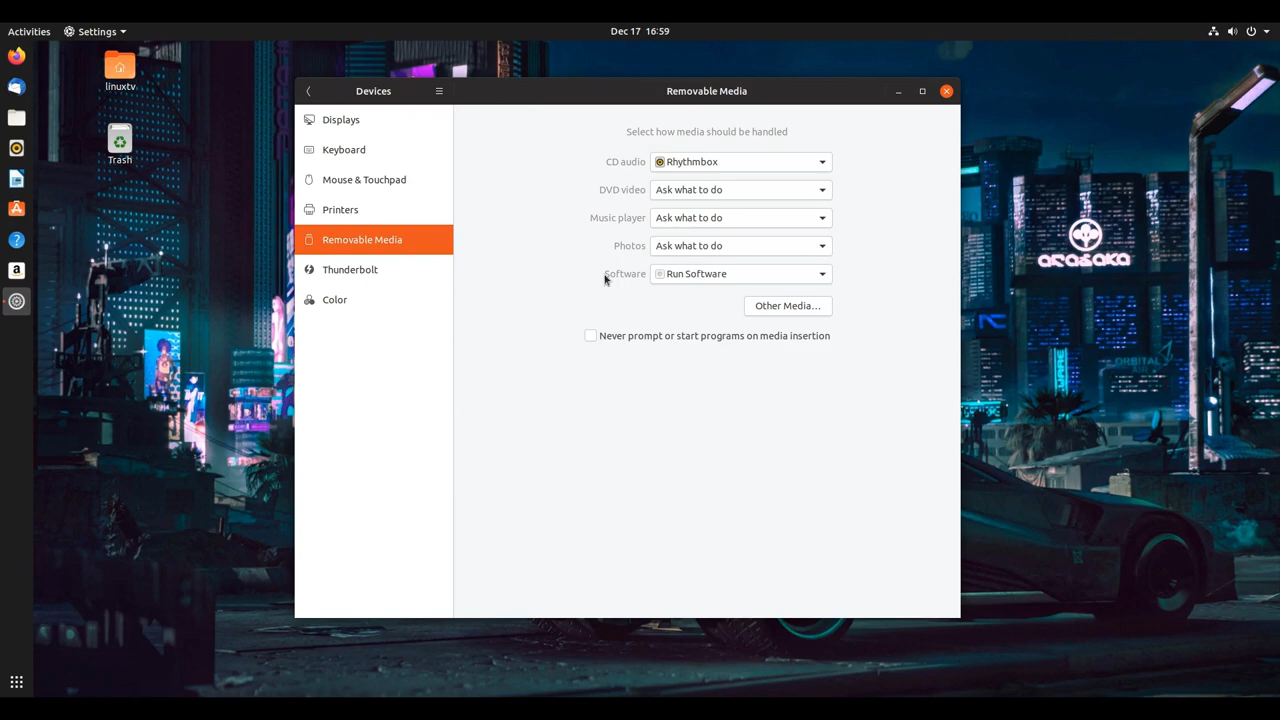 Activities
Settings
Dec 17 16:59
linuxtv
Trash
Devices
Removable Media
Displays
Keyboard
Mouse & Touchpad
Printers
Removable Media
Thunderbolt
Color
Select how media should be handled
CD audio Rhythmbox
DVD video Ask what to do
Music player Ask what to do
Photos Ask what to do
Software Run Software
Other Media…
Never prompt or start programs on media insertion
arasaka
ORBITAL